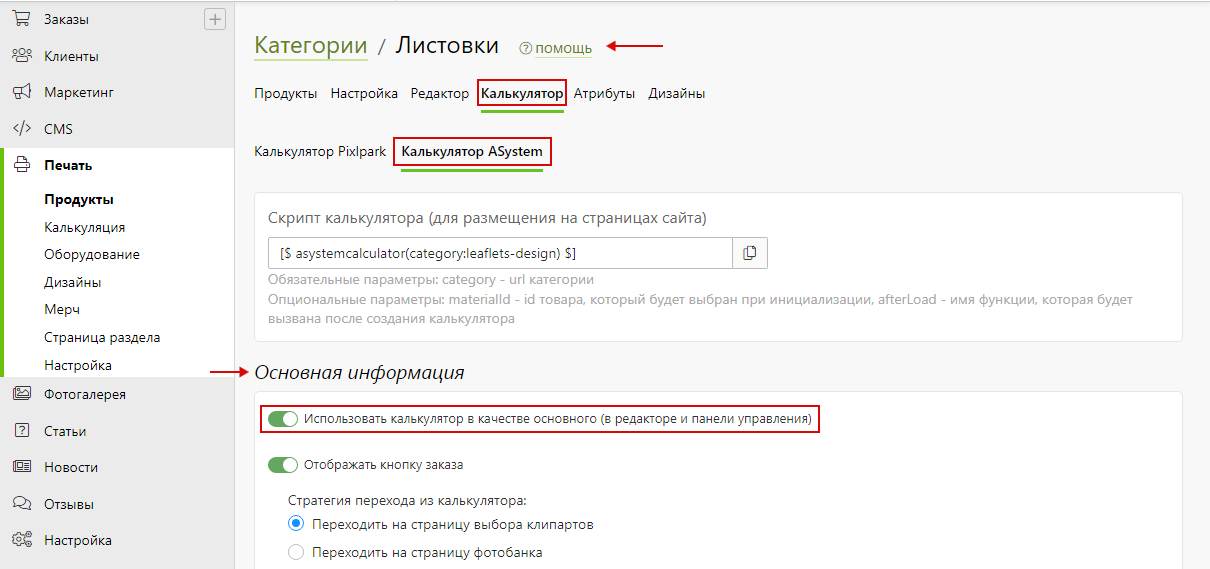 Заказы
Клиенты
Маркетинг
CMS
Печать
Продукты
Калькуляция
Оборудование
Дизайны
Мерч
Страница раздела
Настройка
Фотогалерея
Статьи
Новости
Отзывы
Настройка
Категории / Листовки ? помощь
Продукты Настройка Редактор Калькулятор Атрибуты Дизайны
Калькулятор Pixlpark Калькулятор ASystem
Скрипт калькулятора (для размещения на страницах сайта)
[$ asystemcalculator(category:leaflets-design) $]
Обязательные параметры: category - url категории
Опциональные параметры: materialId - id товара, который будет выбран при инициализации, afterLoad - имя функции, которая будет
вызвана после создания калькулятора
Основная информация
Использовать калькулятор в качестве основного (в редакторе и панели управления)
Отображать кнопку заказа
Стратегия перехода из калькулятора:
Переходить на страницу выбора клипартов
Переходить на страницу фотобанка